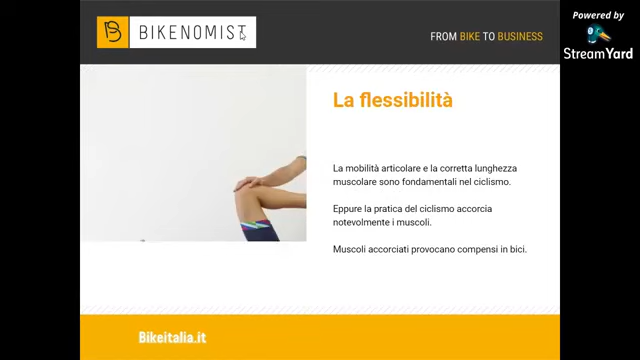 BIKENOMIST
FROM BIKE TO BUSINESS
Powered by
StreamYard
La flessibilità
La mobilità articolare e la corretta lunghezza
muscolare sono fondamentali nel ciclismo.
Eppure la pratica del ciclismo accorcia
notevolmente i muscoli.
Muscoli accorciati provocano compensi in bici.
Bikeitalia.it